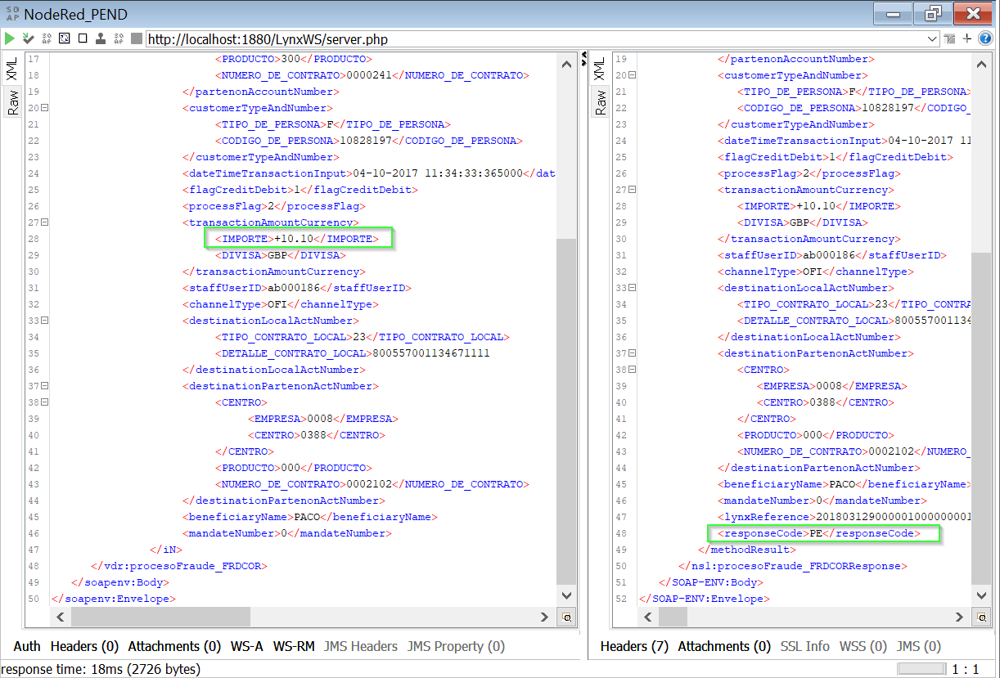 SO AP NodeRed_PEND
http://localhost:1880/LynxWS/server.php
XML
Raw
17 <PRODUCTO>300</PRODUCTO>
18 <NUMERO_DE_CONTRATO>0000241</NUMERO_DE_CONTRATO>
19 </partenonAccountNumber>
20 <customerTypeAndNumber>
21 <TIPO_DE_PERSONA>F</TIPO_DE_PERSONA>
22 <CODIGO_DE_PERSONA>10828197</CODIGO_DE_PERSONA>
23 </customerTypeAndNumber>
24 <dateTimeTransactionInput>04-10-2017 11:34:33:365000</dat
25 <flagCreditDebit>1</flagCreditDebit>
26 <processFlag>2</processFlag>
27 <transactionAmountCurrency>
28 <IMPORTE>+10.10</IMPORTE>
29 <DIVISA>GBP</DIVISA>
30 </transactionAmountCurrency>
31 <staffUserID>ab000186</staffUserID>
32 <channelType>OFI</channelType>
33 <destinationLocalActNumber>
34 <TIPO_CONTRATO_LOCAL>23</TIPO_CONTRATO_LOCAL>
35 <DETALLE_CONTRATO_LOCAL>800557001134671111
36 </destinationLocalActNumber>
37 <destinationPartenonActNumber>
38 <CENTRO>
39 <EMPRESA>0008</EMPRESA>
40 <CENTRO>0388</CENTRO>
41 </CENTRO>
42 <PRODUCTO>000</PRODUCTO>
43 <NUMERO_DE_CONTRATO>0002102</NUMERO_DE_CONTRATO>
44 </destinationPartenonActNumber>
45 <beneficiaryName>PACO</beneficiaryName>
46 <mandateNumber>0</mandateNumber>
47 </iN>
48 </vdr:procesoFraude_FRDCOR>
49 </soapenv:Body>
50 </soapenv:Envelope>
Auth Headers (0) Attachments (0) WS-A WS-RM JMS Headers JMS Property (0)
XML
Raw
19 </partenonAccountNumber>
20 <customerTypeAndNumber>
21 <TIPO_DE_PERSONA>F</TIPO_DE_PERSONA>
22 <CODIGO_DE_PERSONA>10828197</CODIGO_
23 </customerTypeAndNumber>
24 <dateTimeTransactionInput>04-10-2017 11
25 <flagCreditDebit>1</flagCreditDebit>
26 <processFlag>2</processFlag>
27 <transactionAmountCurrency>
28 <IMPORTE>+10.10</IMPORTE>
29 <DIVISA>GBP</DIVISA>
30 </transactionAmountCurrency>
31 <staffUserID>ab000186</staffUserID>
32 <channelType>OFI</channelType>
33 <destinationLocalActNumber>
34 <TIPO_CONTRATO_LOCAL>23</TIPO_CONTRA
35 <DETALLE_CONTRATO_LOCAL>800557001134
36 </destinationLocalActNumber>
37 <destinationPartenonActNumber>
38 <CENTRO>
39 <EMPRESA>0008</EMPRESA>
40 <CENTRO>0388</CENTRO>
41 </CENTRO>
42 <PRODUCTO>000</PRODUCTO>
43 <NUMERO_DE_CONTRATO>0002102</NUMERO_
44 </destinationPartenonActNumber>
45 <beneficiaryName>PACO</beneficiaryName>
46 <mandateNumber>0</mandateNumber>
47 <lynxReference>201803129000001000000001
48 <responseCode>PE</responseCode>
49 </methodResult>
50 </ns1:procesoFraude_FRDCORResponse>
51 </SOAP-ENV:Body>
52 </SOAP-ENV:Envelope>
Headers (7) Attachments (0) SSL Info WSS (0) JMS (0)
response time: 18ms (2726 bytes)
1 : 1